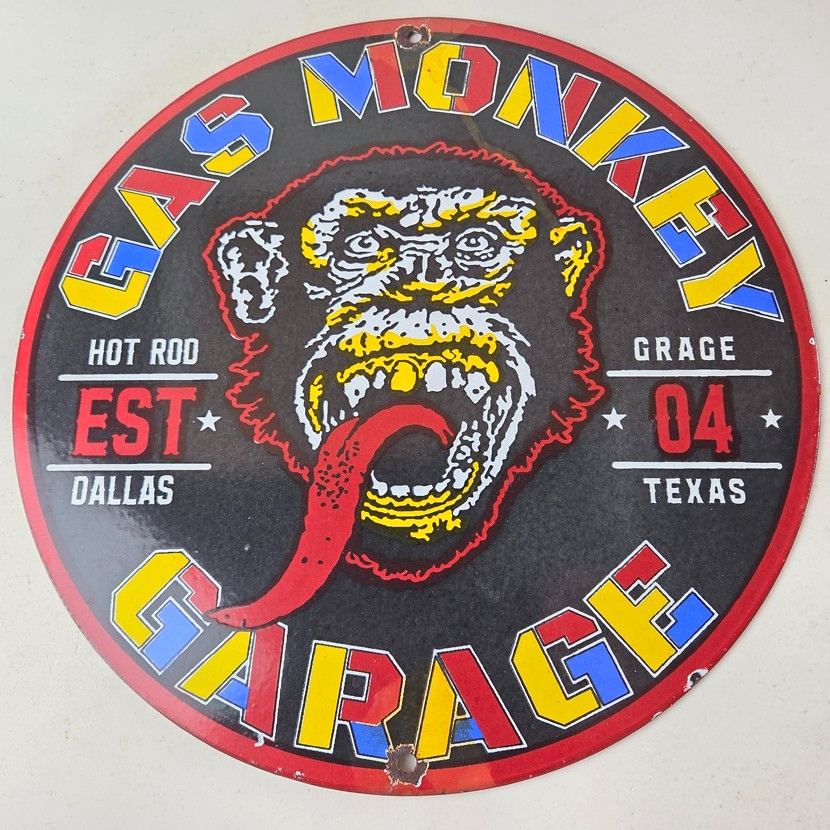 GAS MONKEY
HOT ROD
EST
DALLAS
GRAGE
04
TEXAS
GARAGE